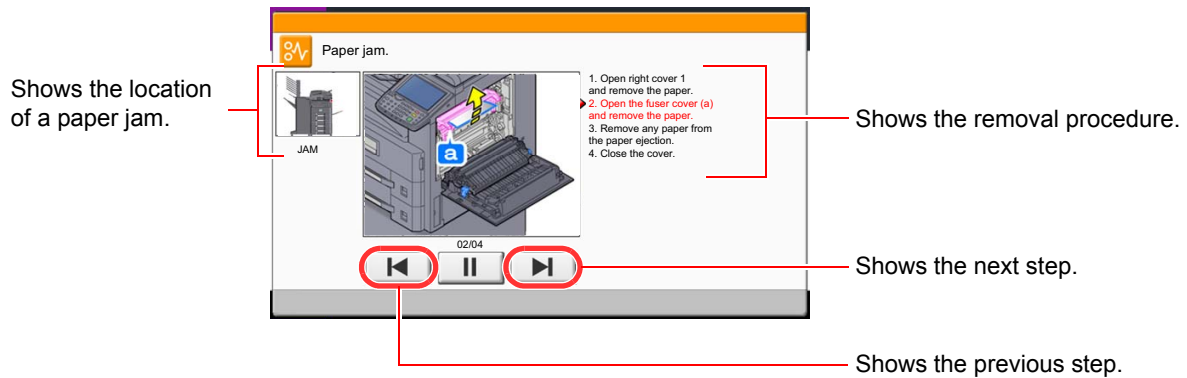 Paper jam.
Shows the location
of a paper jam.
JAM
a
1. Open right cover 1
and remove the paper.
2. Open the fuser cover (a)
and remove the paper.
3. Remove any paper from
the paper ejection.
4. Close the cover.
Shows the removal procedure.
02/04
Shows the next step.
Shows the previous step.